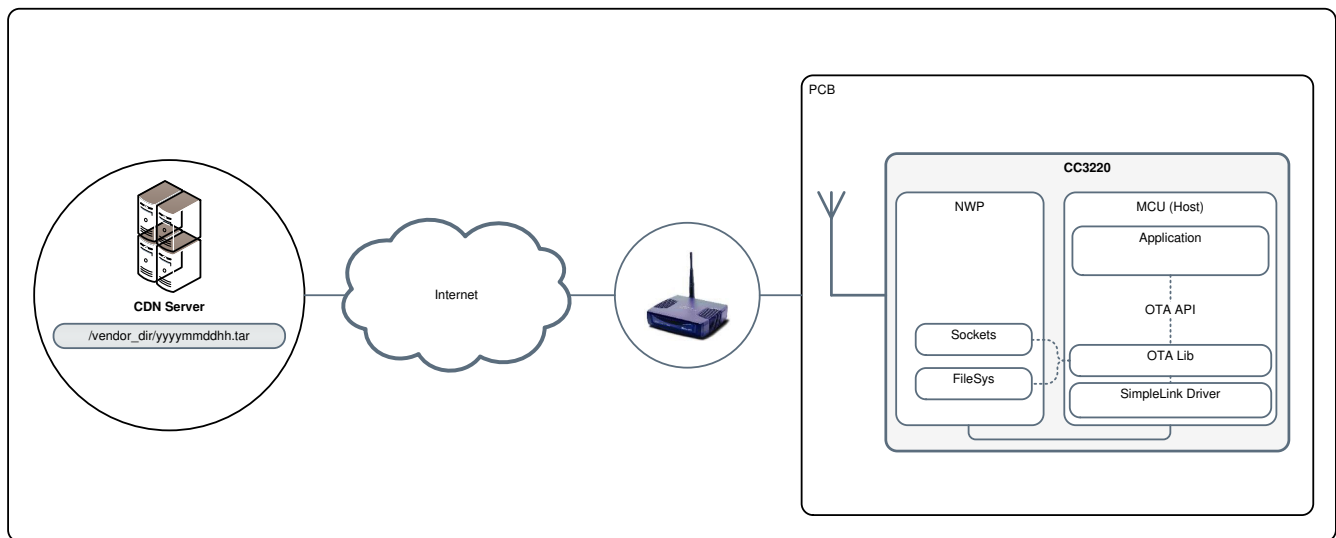 PCB
CC3220
NWP
MCU (Host)
Application
OTA API
Sockets
OTA Lib
FileSys
SimpleLink Driver
Internet
CDN Server
/vendor_dir/yyyymmddhh.tar